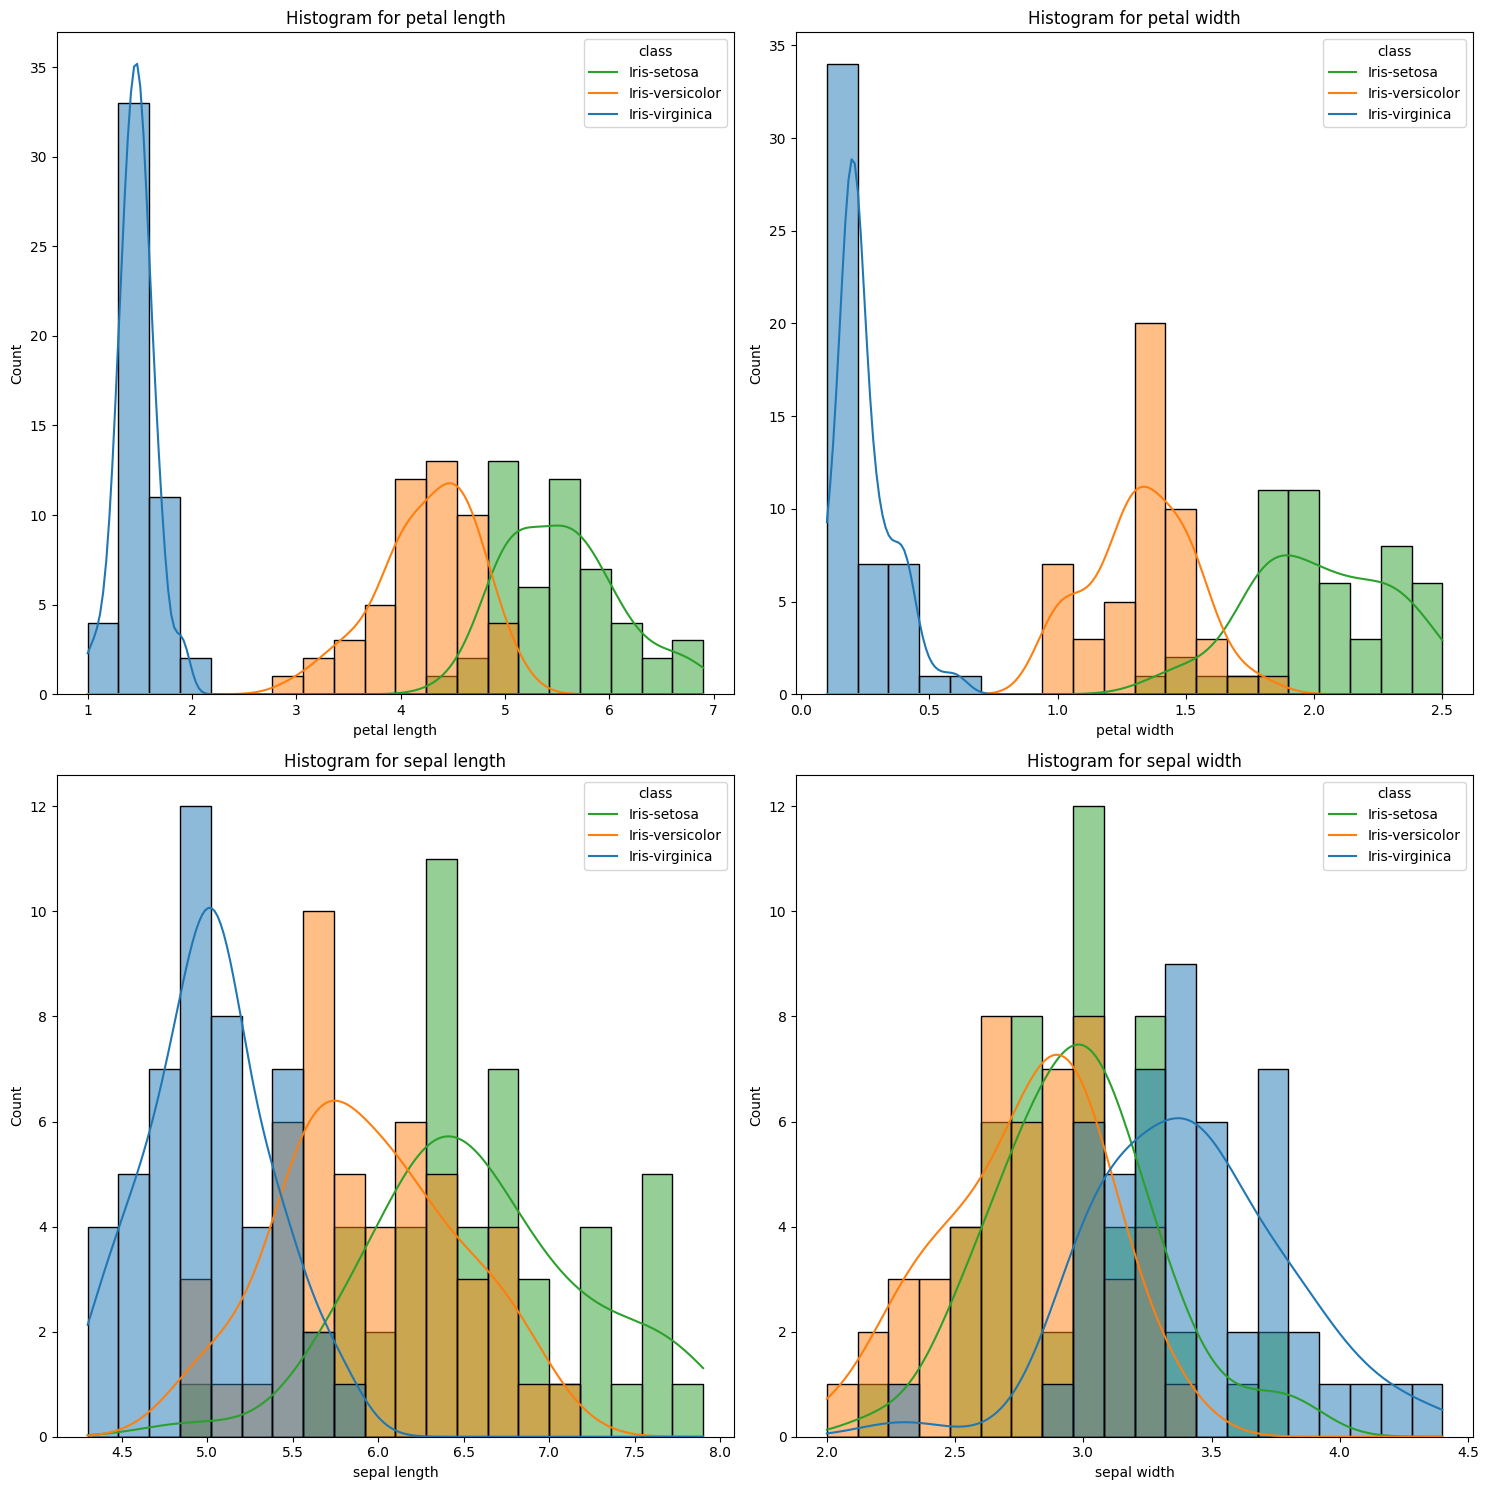 Histogram for petal length
class
Iris-setosa
Iris-versicolor
Iris-virginica
Count
35
30
25
20
15
10
5
0
1 2 3 4 5 6 7
petal length
Histogram for petal width
class
Iris-setosa
Iris-versicolor
Iris-virginica
Count
35
30
25
20
15
10
5
0
0.0 0.5 1.0 1.5 2.0 2.5
petal width
Histogram for sepal length
class
Iris-setosa
Iris-versicolor
Iris-virginica
Count
12
10
8
6
4
2
0
4.5 5.0 5.5 6.0 6.5 7.0 7.5 8.0
sepal length
Histogram for sepal width
class
Iris-setosa
Iris-versicolor
Iris-virginica
Count
12
10
8
6
4
2
0
2.0 2.5 3.0 3.5 4.0 4.5
sepal width